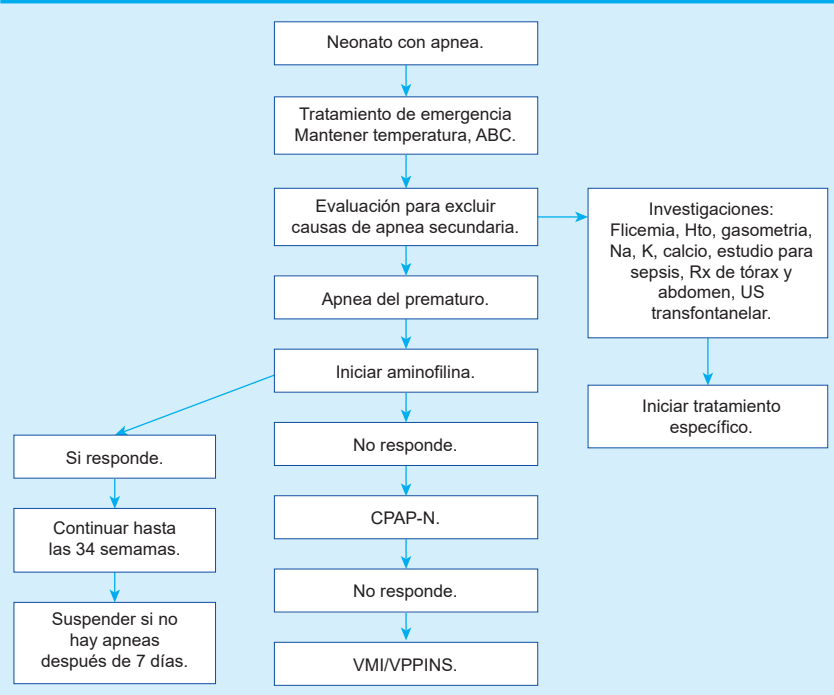 Neonato con apnea.
Tratamiento de emergencia
Mantener temperatura, ABC.
Evaluación para excluir
causas de apnea secundaria.
Investigaciones:
Flicemia, Hto, gasometria,
Na, K, calcio, estudio para
sepsis, Rx de tórax y
abdomen, US
transfontanelar.
Iniciar tratamiento
específico.
Apnea del prematuro.
Iniciar aminofilina.
Si responde.
Continuar hasta
las 34 semamas.
Suspender si no
hay apneas
después de 7 días.
No responde.
CPAP-N.
No responde.
VMI/VPPINS.